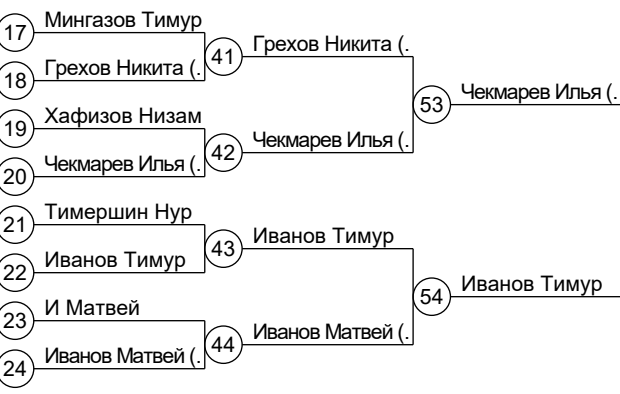 17 Мингазов Тимур
18 Грехов Никита (.
41 Грехов Никита (.
19 Хафизов Низам
20 Чекмарев Илья (.
42 Чекмарев Илья (.
53 Чекмарев Илья (.
21 Тимершин Нур
22 Иванов Тимур
43 Иванов Тимур
23 И Матвей
24 Иванов Матвей (.
44 Иванов Матвей (.
54 Иванов Тимур